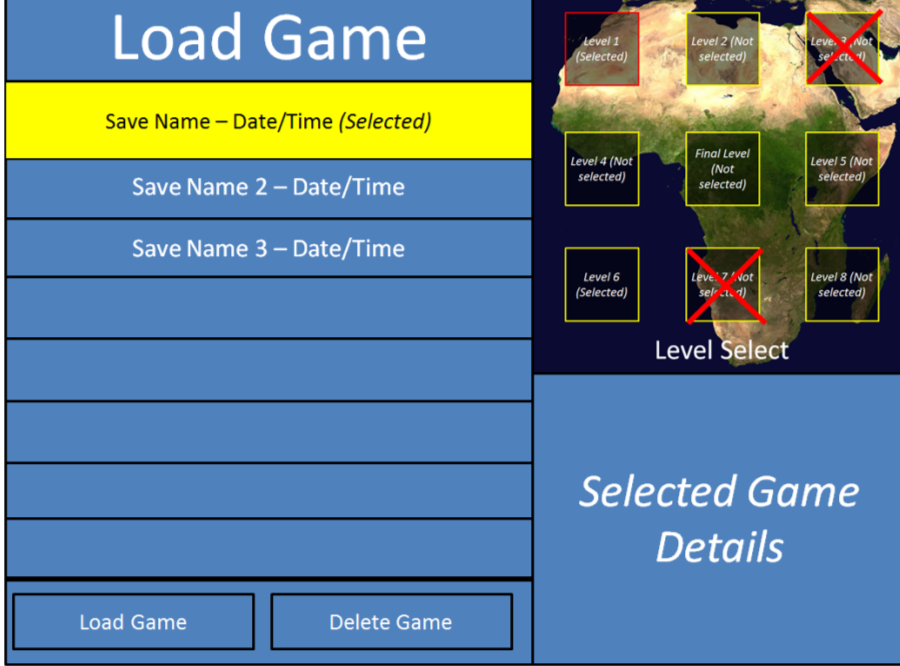 Load Game
Save Name – Date/Time (Selected)
Save Name 2 – Date/Time
Save Name 3 – Date/Time
Load Game
Delete Game
Level 1
(Selected)
Level 2 (Not
selected)
Level 3 (Not
selected)
Level 4 (Not
selected)
Final Level
(Not
selected)
Level 5 (Not
selected)
Level 6
(Selected)
Level 7 (Not
selected)
Level 8 (Not
selected)
Level Select
Selected Game
Details